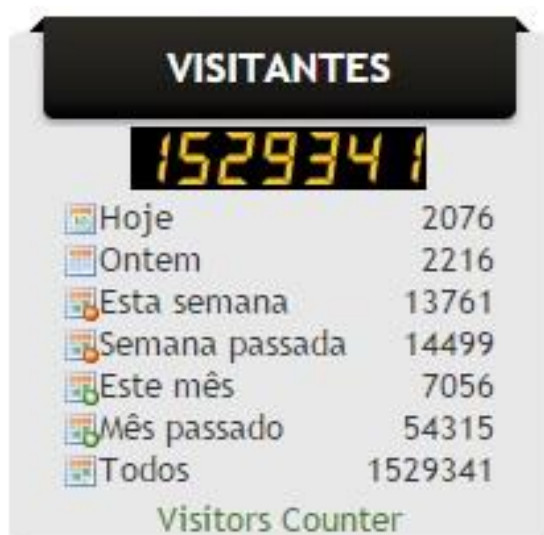 VISITANTES
1529341
Hoje 2076
Ontem 2216
Esta semana 13761
Semana passada 14499
Este mês 7056
Mês passado 54315
Todos 1529341
Visitors Counter